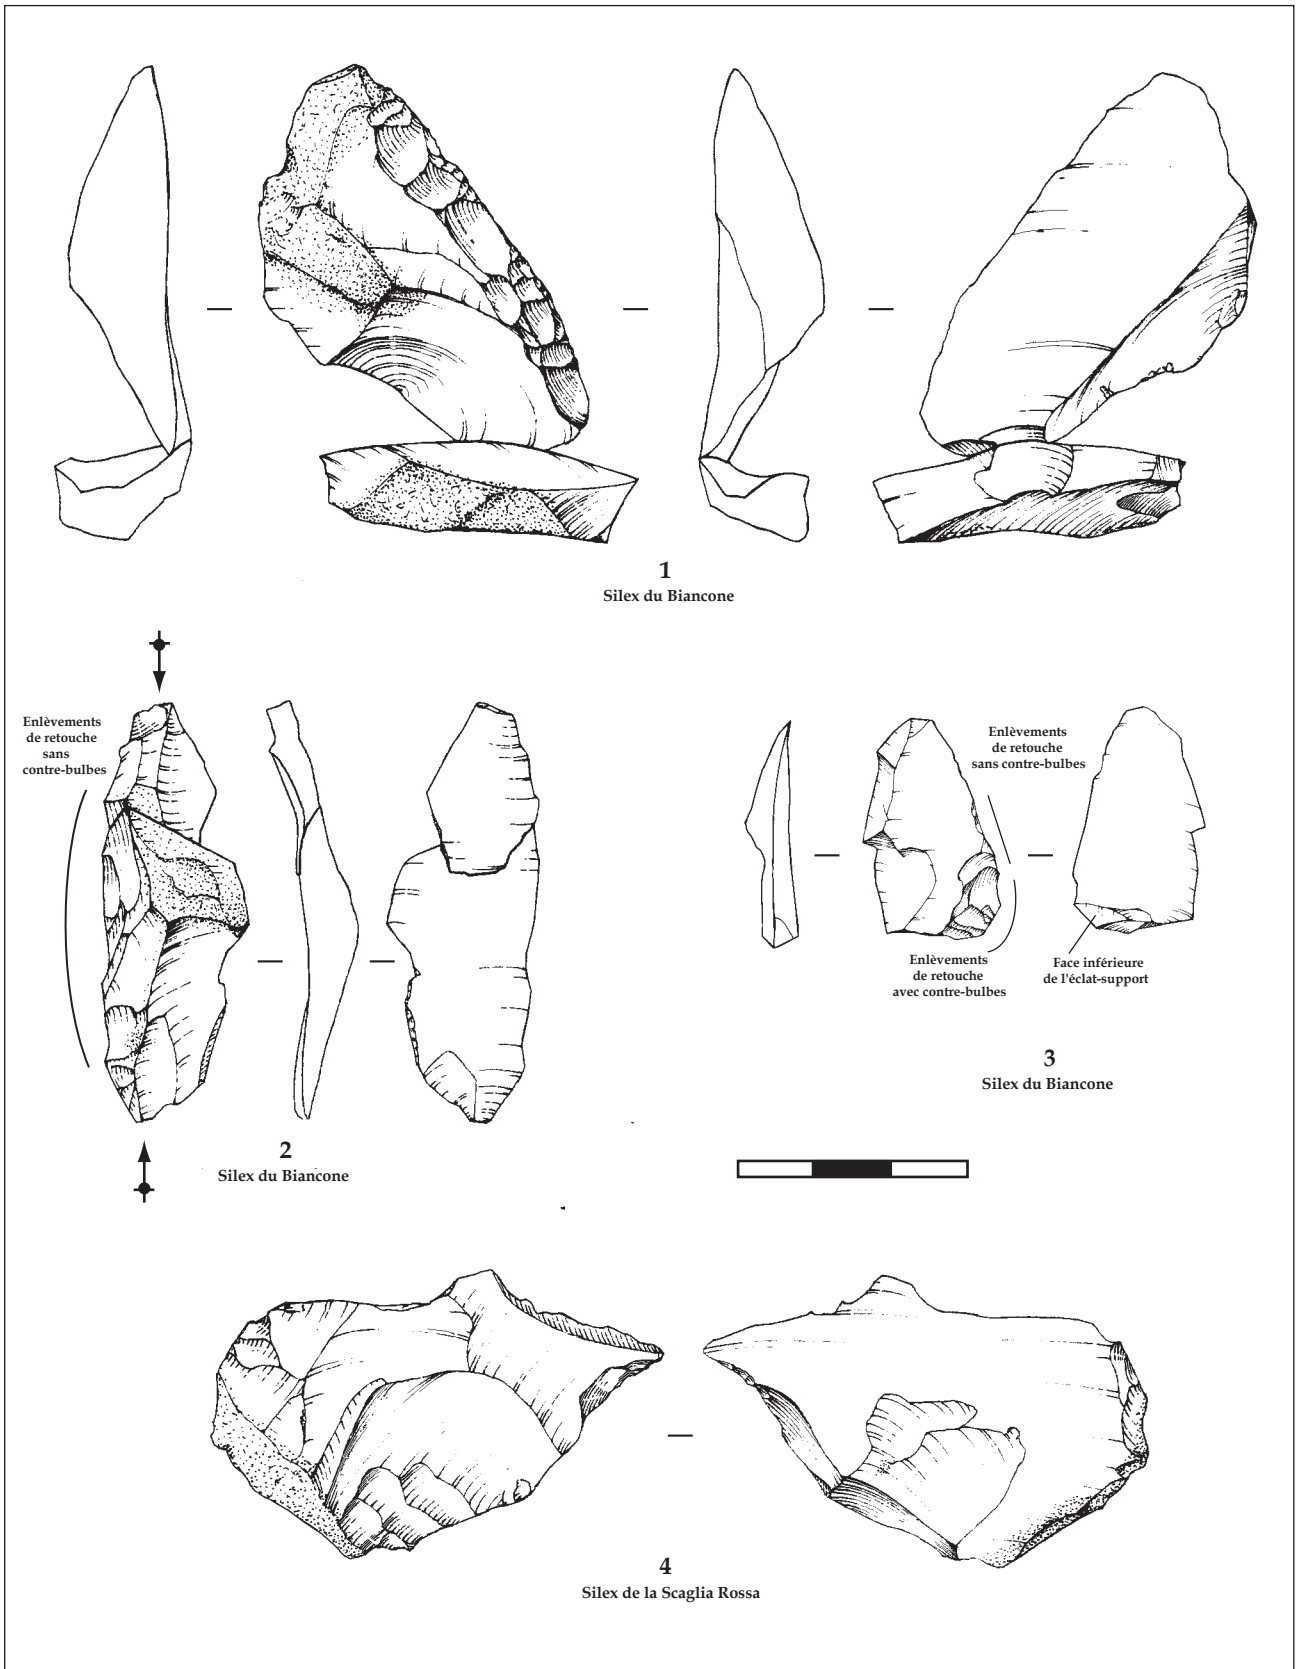 1
Silex du Biancone
Enlèvements
de retouche
sans
contre-bulbes
2
Silex du Biancone
Enlèvements
de retouche
sans contre-bulbes
Enlèvements
de retouche
avec contre-bulbes
Face inférieure
de l'éclat-support
3
Silex du Biancone
4
Silex de la Scaglia Rossa